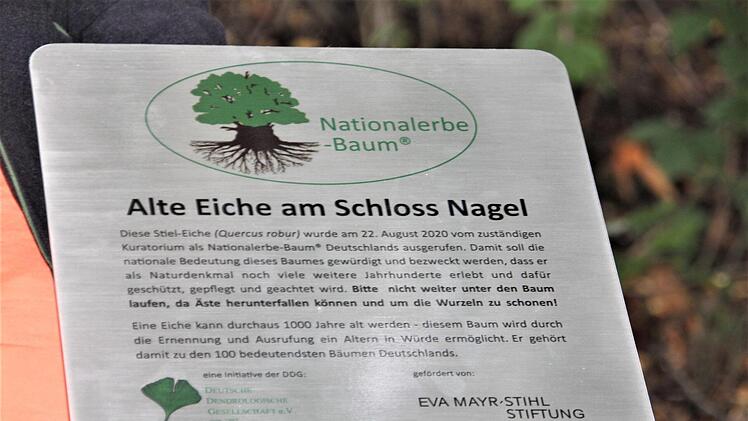 Nationalerbe
-Baum®
Alte Eiche am Schloss Nagel
Diese Stiel-Eiche (Quercus robur) wurde am 22. August 2020 vom zuständigen
Kuratorium als Nationalerbe-Baum® Deutschlands ausgerufen. Damit soll die
nationale Bedeutung dieses Baumes gewürdigt und bezweckt werden, dass er
als Naturdenkmal noch viele weitere Jahrhunderte erlebt und dafür
geschützt, gepflegt und geachtet wird. Bitte nicht weiter unter den Baum
laufen, da Äste herunterfallen können und um die Wurzeln zu schonen!
Eine Eiche kann durchaus 1000 Jahre alt werden - diesem Baum wird durch
die Ernennung und Ausrufung ein Altern in Würde ermöglicht. Er gehört
damit zu den 100 bedeutendsten Bäumen Deutschlands.
eine Initiative der DDG:
gefördert von:
DEUTSCHE
DENDROLOGISCHE
GESELLSCHAFT e.V
EVA MAYR-STIHL
STIFTUNG